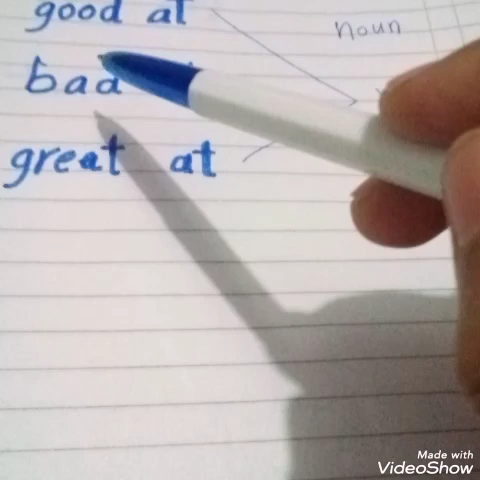 good at
noun
bad
great at
Made with
VideoShow